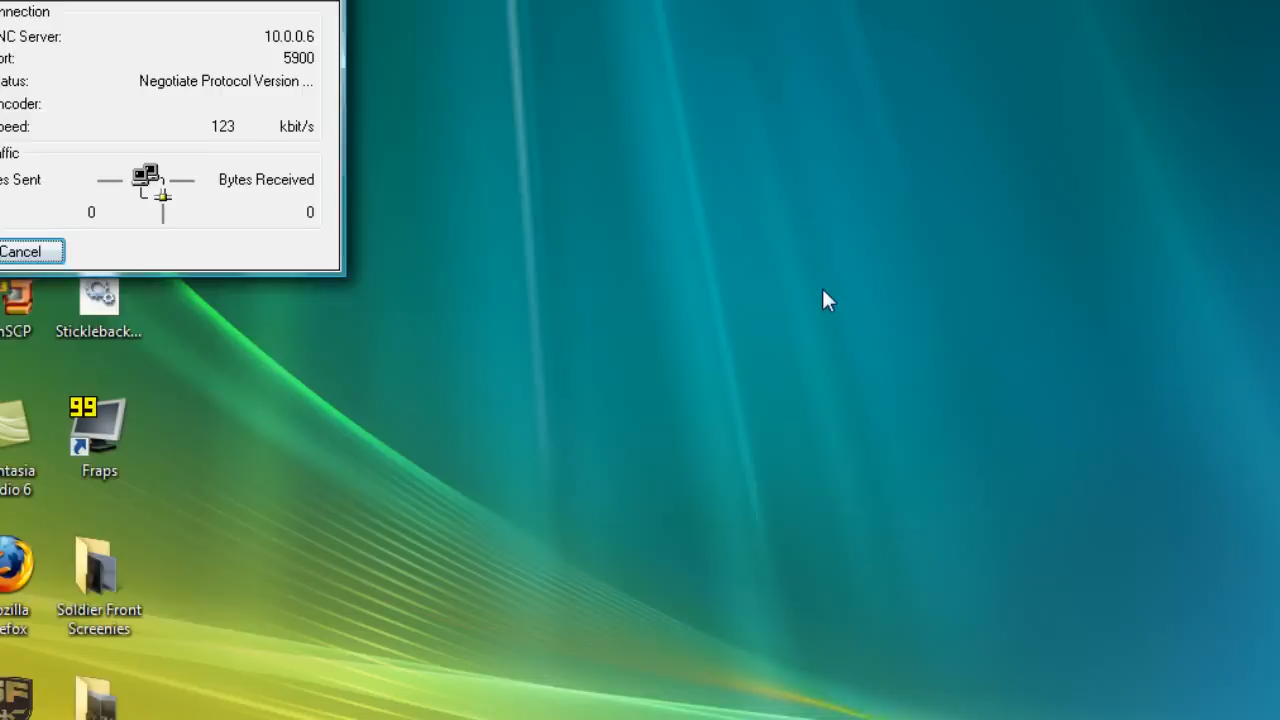 nnection
NC Server: 10.0.0.6
ort: 5900
atus: Negotiate Protocol Version ...
ncoder:
peed: 123 kbit/s
affic
es Sent Bytes Received
0 0
Cancel
nSCP Stickleback...
99
Fraps
ntasia
dio 6
ozilla
efox
Soldier Front
Screenies
SF